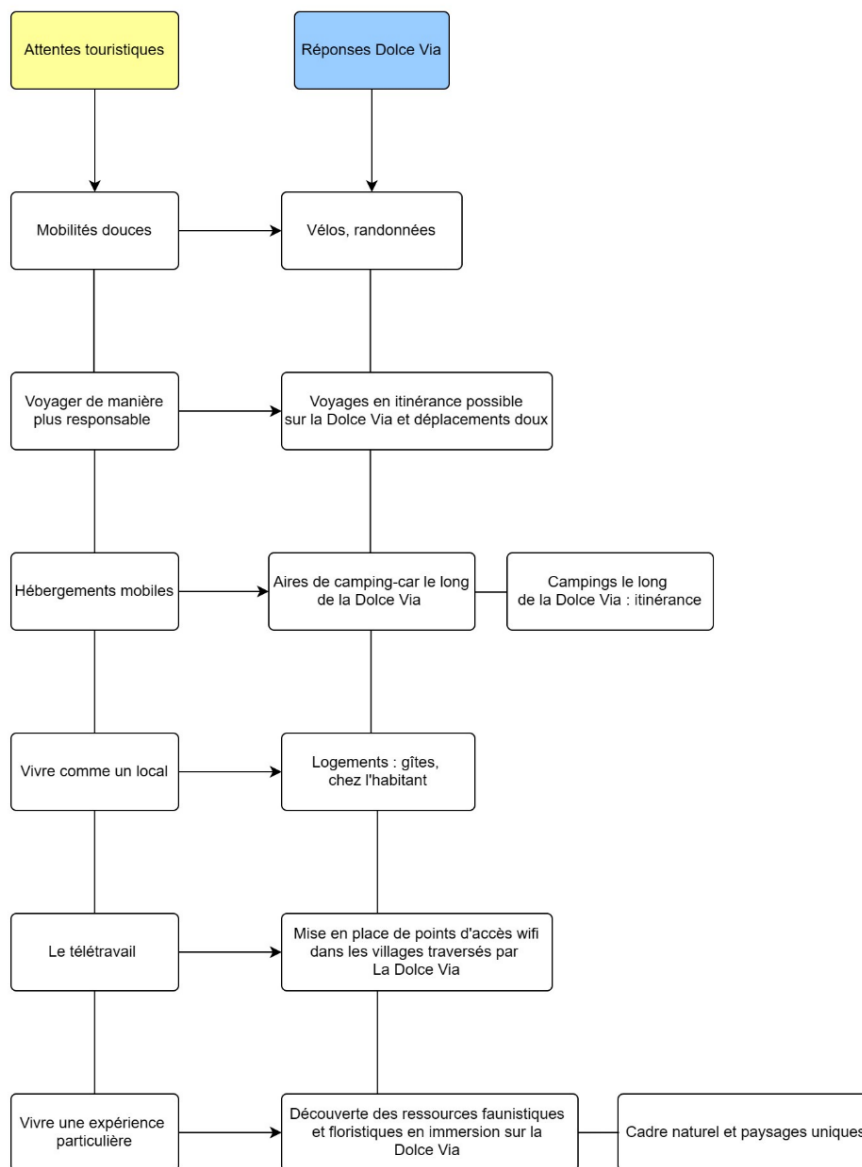 Attentes touristiques
Réponses Dolce Via
Mobilités douces
Vélos, randonnées
Voyager de manière
plus responsable
Voyages en itinérance possible
sur la Dolce Via et déplacements doux
Hébergements mobiles
Aires de camping-car le long
de la Dolce Via
Campings le long
de la Dolce Via : itinérance
Vivre comme un local
Logements : gîtes,
chez l'habitant
Le télétravail
Mise en place de points d'accès wifi
dans les villages traversés par
La Dolce Via
Vivre une expérience
particulière
Découverte des ressources faunistiques
et floristiques en immersion sur la
Dolce Via
Cadre naturel et paysages uniques